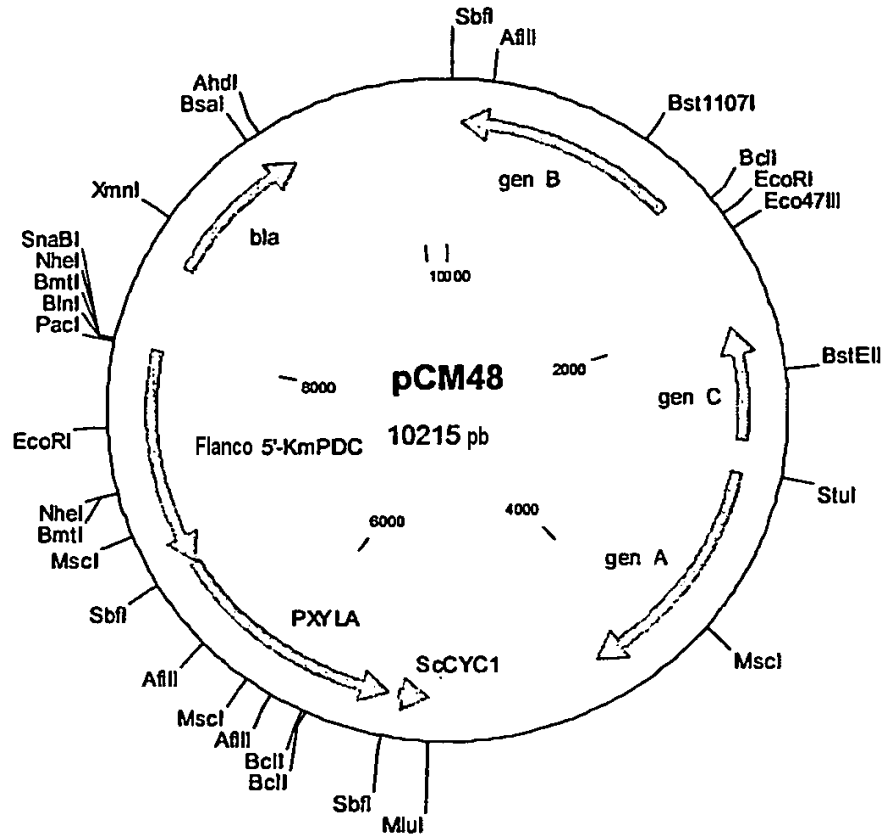 SbfI
AflII
AhdI
BsaI
Bst1107I
XmnI
BclI
EcoRI
Eco47III
gen B
bla
SnaBI
NheI
BmtI
BlnI
PacI
10000
BstEII
2000
8000
pCM48
gen C
EcoRI
Flanco 5'-KmPDC
10215 pb
StuI
NheI
BmtI
6000
4000
MscI
gen A
SbfI
PXYLA
MscI
ScCYC1
AflII
MscI
AflII
BclI
BclI
SbfI
MluI